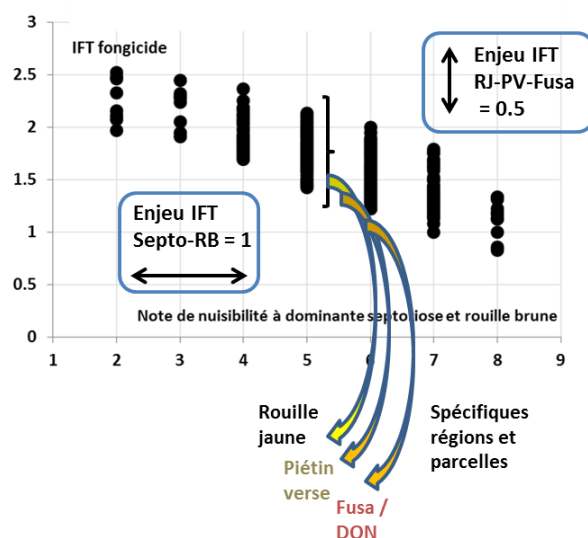 3
IFT fongicide
2.5
2
1.5
1
0.5
0
Enjeu IFT
RJ-PV-Fusa
= 0.5
Enjeu IFT
Septo-RB = 1
Note de nuisibilité à dominante septoriose et rouille brune
1 2 3 4 5 6 7 8 9
Rouille
jaune
Piétin
verse
Fusa /
DON
Spécifiques
régions et
parcelles